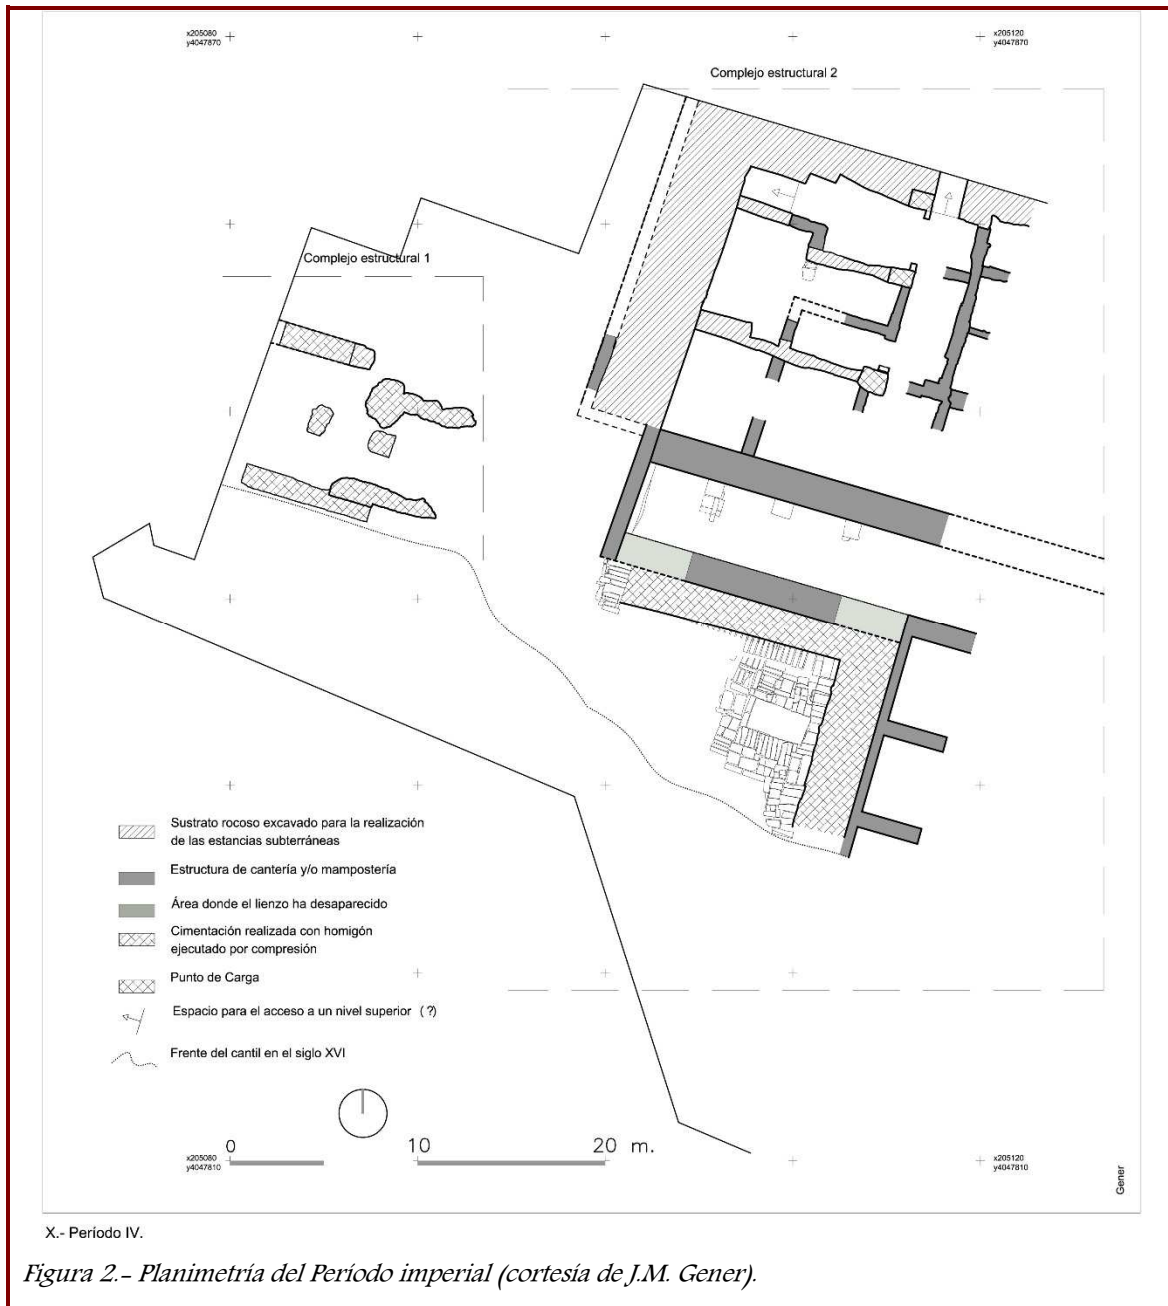 x205080
y4047870
x205120
y4047870
Complejo estructural 2
Complejo estructural 1
Sustrato rocoso excavado para la realización
de las estancias subterráneas
Estructura de cantería y/o mampostería
Área donde el lienzo ha desaparecido
Cimentación realizada con homigón
ejecutado por compresión
Punto de Carga
Espacio para el acceso a un nivel superior (?)
Frente del cantil en el siglo XVI
0 10 20 m.
x205080
y4047810
x205120
y4047810
Gener
X.- Período IV.
Figura 2.- Planimetría del Período imperial (cortesía de J.M. Gener).